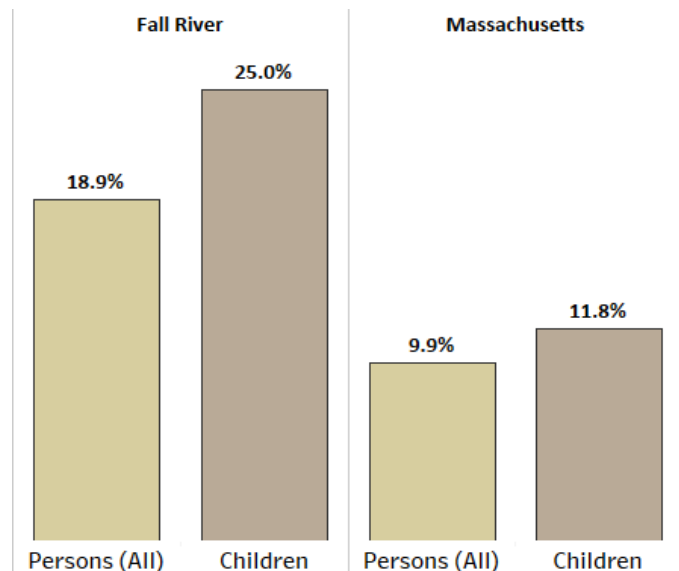 Fall River
Massachusetts
25.0%
18.9%
11.8%
9.9%
Persons (All)
Children
Persons (All)
Children